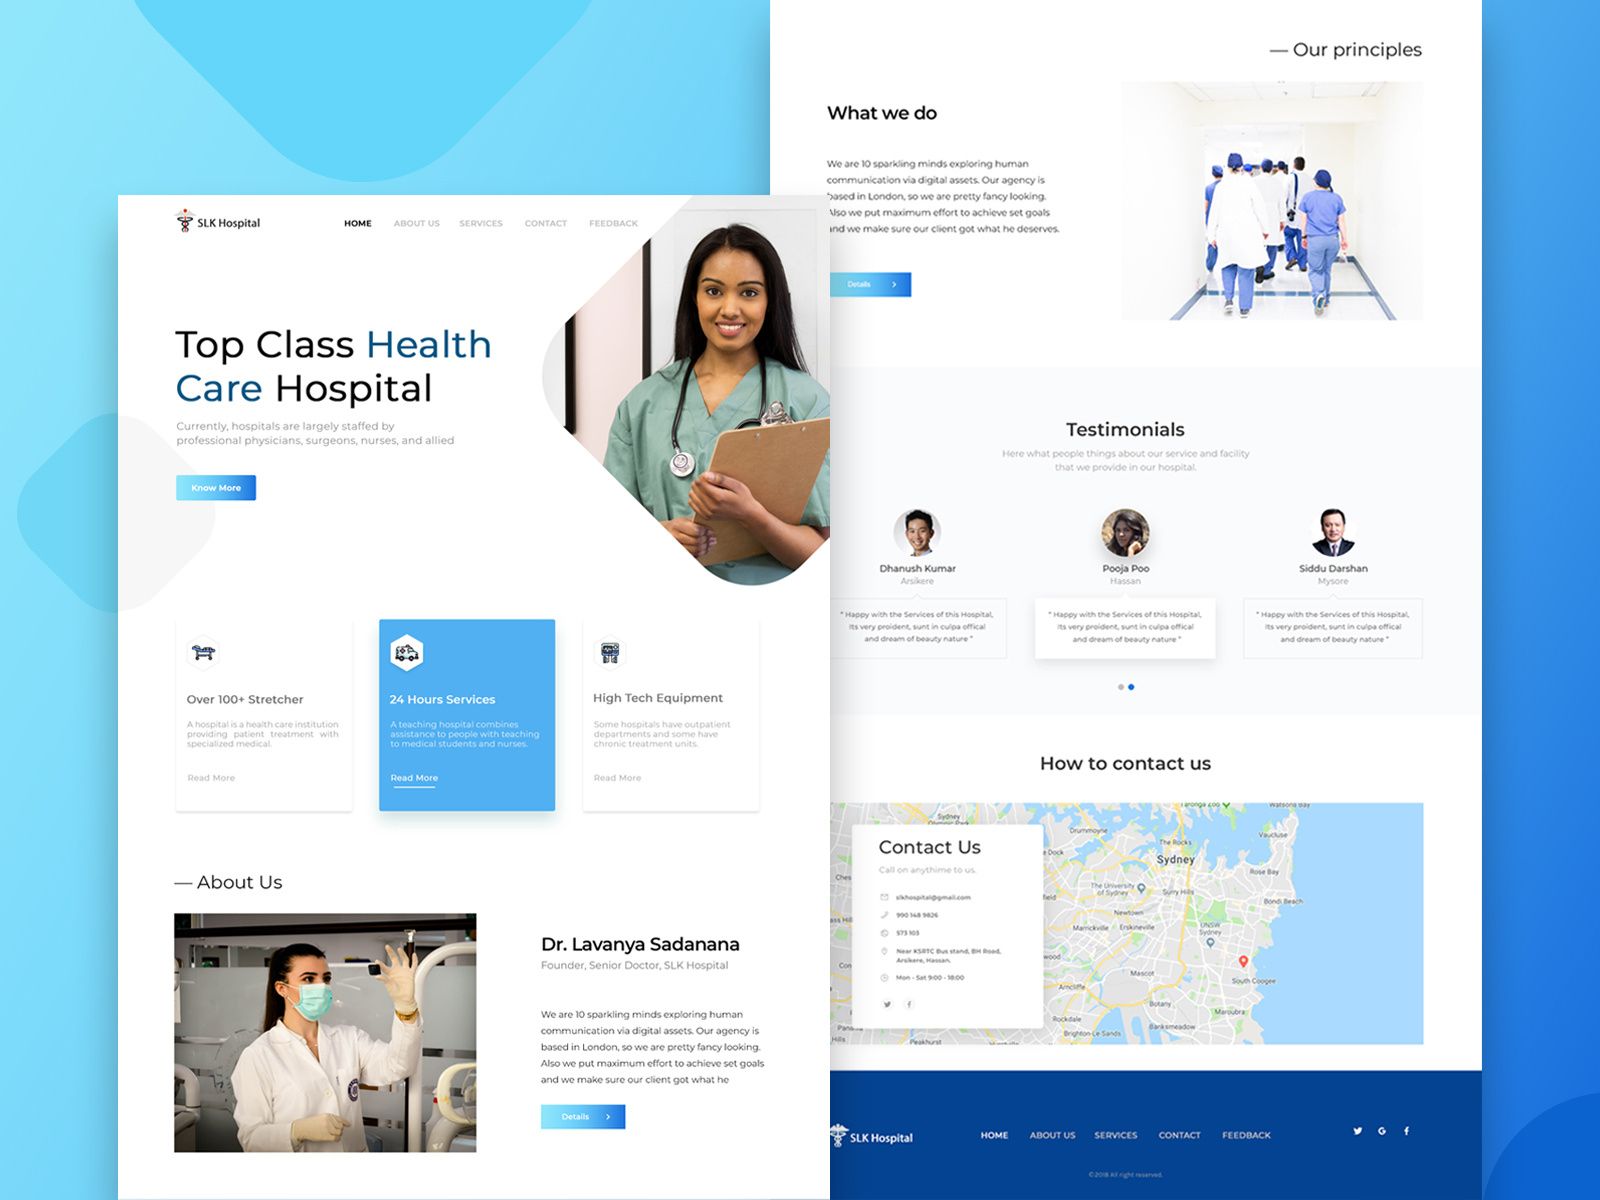 SLK Hospital
HOME ABOUT US SERVICES CONTACT FEEDBACK
Top Class Health
Care Hospital
Currently, hospitals are largely staffed by
professional physicians, surgeons, nurses, and allied
Know More
Over 100+ Stretcher
A hospital is a health care institution
providing patient treatment with
specialized medical.
Read More
24 Hours Services
A teaching hospital combines
assistance to people with teaching
to medical students and nurses.
Read More
High Tech Equipment
Some hospitals have outpatient
departments and some have
chronic treatment units.
Read More
— About Us
Dr. Lavanya Sadanana
Founder, Senior Doctor, SLK Hospital
We are 10 sparkling minds exploring human
communication via digital assets. Our agency is
based in London, so we are pretty fancy looking.
Also we put maximum effort to achieve set goals
and we make sure our client got what he
Details
— Our principles
What we do
We are 10 sparkling minds exploring human
communication via digital assets. Our agency is
based in London, so we are pretty fancy looking.
Also we put maximum effort to achieve set goals
and we make sure our client got what he deserves.
Details
Testimonials
Here what people things about our service and facility
that we provide in our hospital.
Dhanush Kumar
Arsikere
" Happy with the Services of this Hospital,
Its very proident, sunt in culpa offical
and dream of beauty nature "
Pooja Poo
Hassan
" Happy with the Services of this Hospital,
Its very proident, sunt in culpa offical
and dream of beauty nature "
Siddu Darshan
Mysore
" Happy with the Services of this Hospital,
Its very proident, sunt in culpa offical
and dream of beauty nature "
How to contact us
Contact Us
Call on anythime to us.
slkhospital@gmail.com
990 148 9826
573 103
Near KSRTC Bus stand, BH Road,
Arsikere, Hassan.
Mon - Sat 9:00 - 18:00
Taronga Zoo
Watsons Bay
Sydney
Olympic Park
Drummoyne
Vaucluse
The Rocks
Sydney
Rose Bay
The University
of Sydney
Surry Hills
Bondi Beach
Newtown
Marrickville
Erskineville
UNSW
Sydney
Mascot
South Coogee
Arncliffe
Botany
Maroubra
Rockdale
Banksmeadow
Brighton-Le-Sands
Peakhurst
SLK Hospital
HOME ABOUT US SERVICES CONTACT FEEDBACK
©2018 All right reserved.